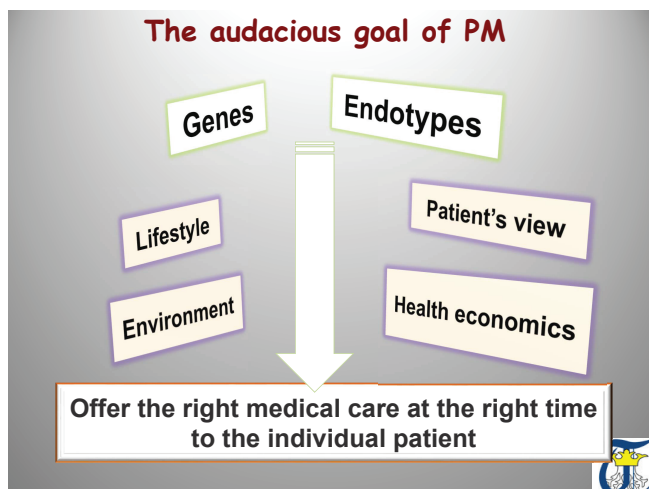 The audacious goal of PM
Genes
Endotypes
Lifestyle
Patient's view
Environment
Health economics
Offer the right medical care at the right time
to the individual patient